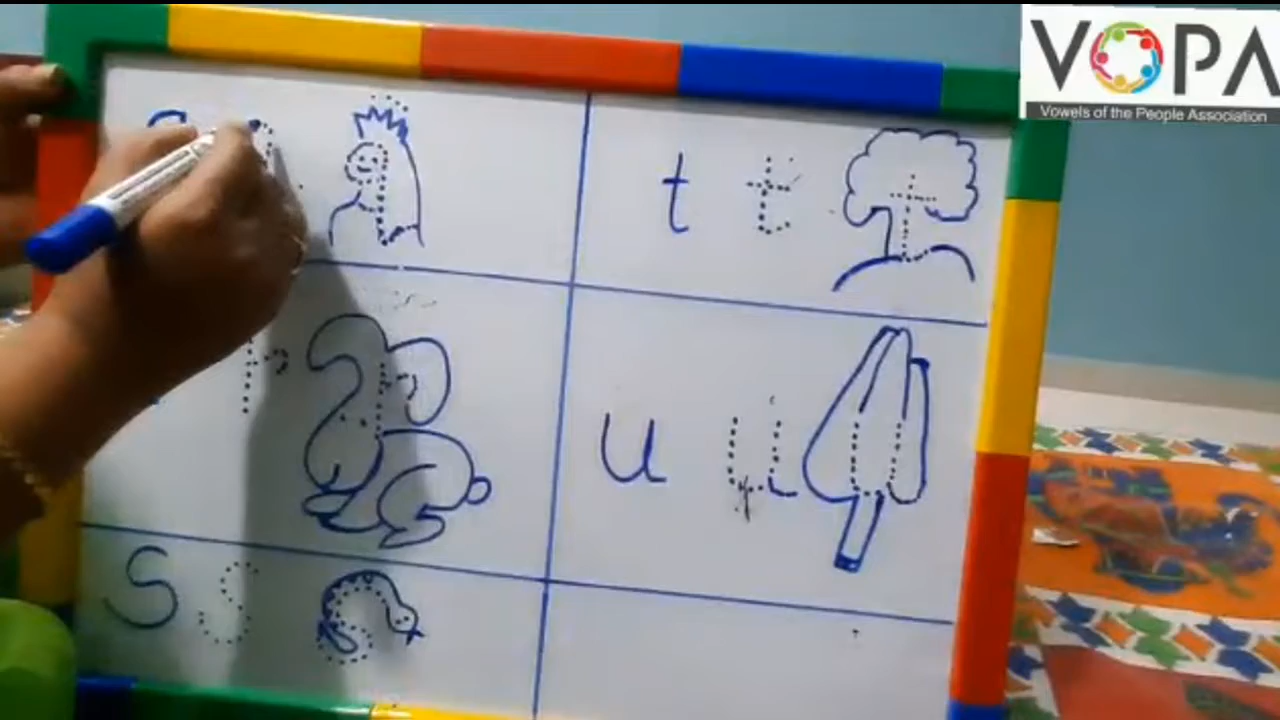 VOPA
Vowels of the People Association
t t
u u
S s